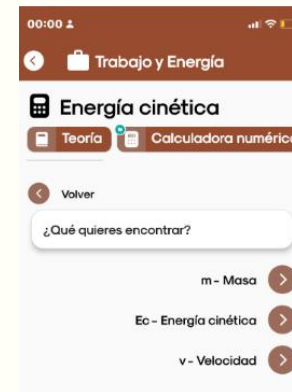 00:00
Trabajo y Energía
Energía cinética
Teoría Calculadora numéric
Volver
¿Qué quieres encontrar?
m - Masa
Ec - Energía cinética
v - Velocidad